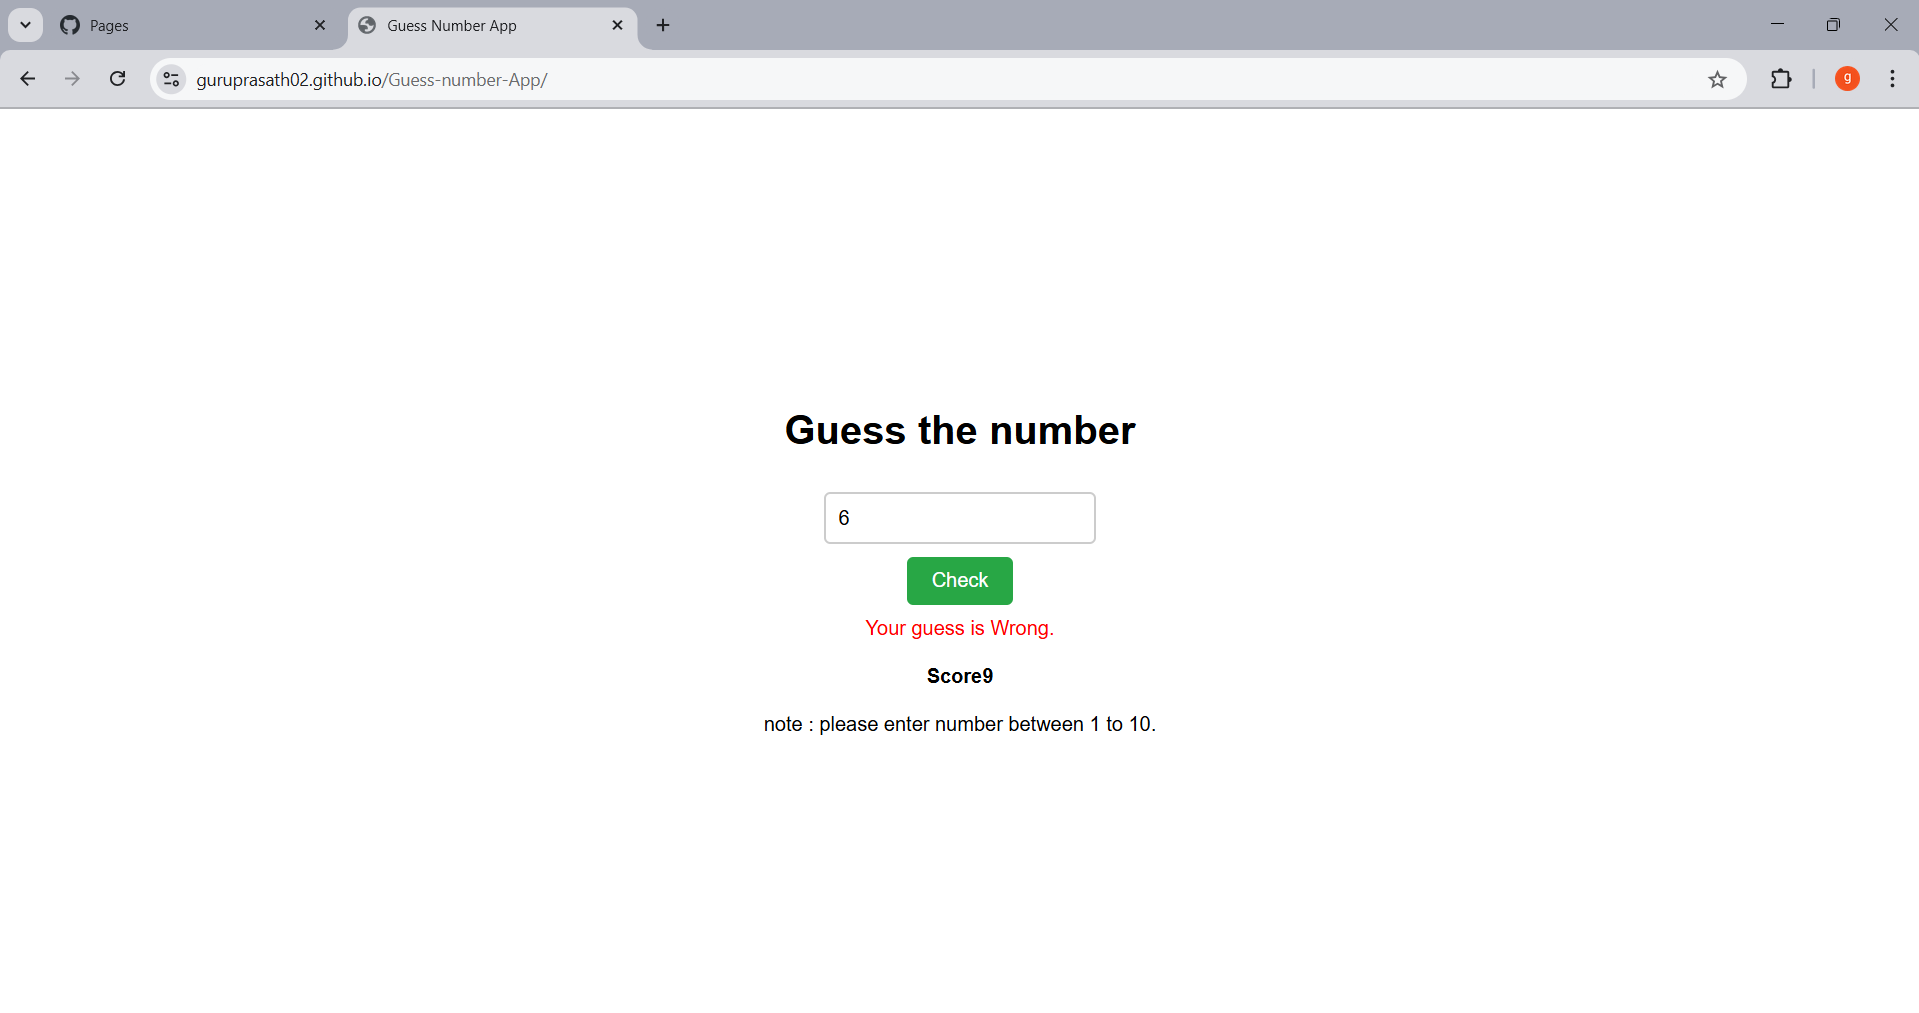 Pages
Guess Number App
guruprasath02.github.io/Guess-number-App/
g
Guess the number
6
Check
Your guess is Wrong.
Score9
note : please enter number between 1 to 10.